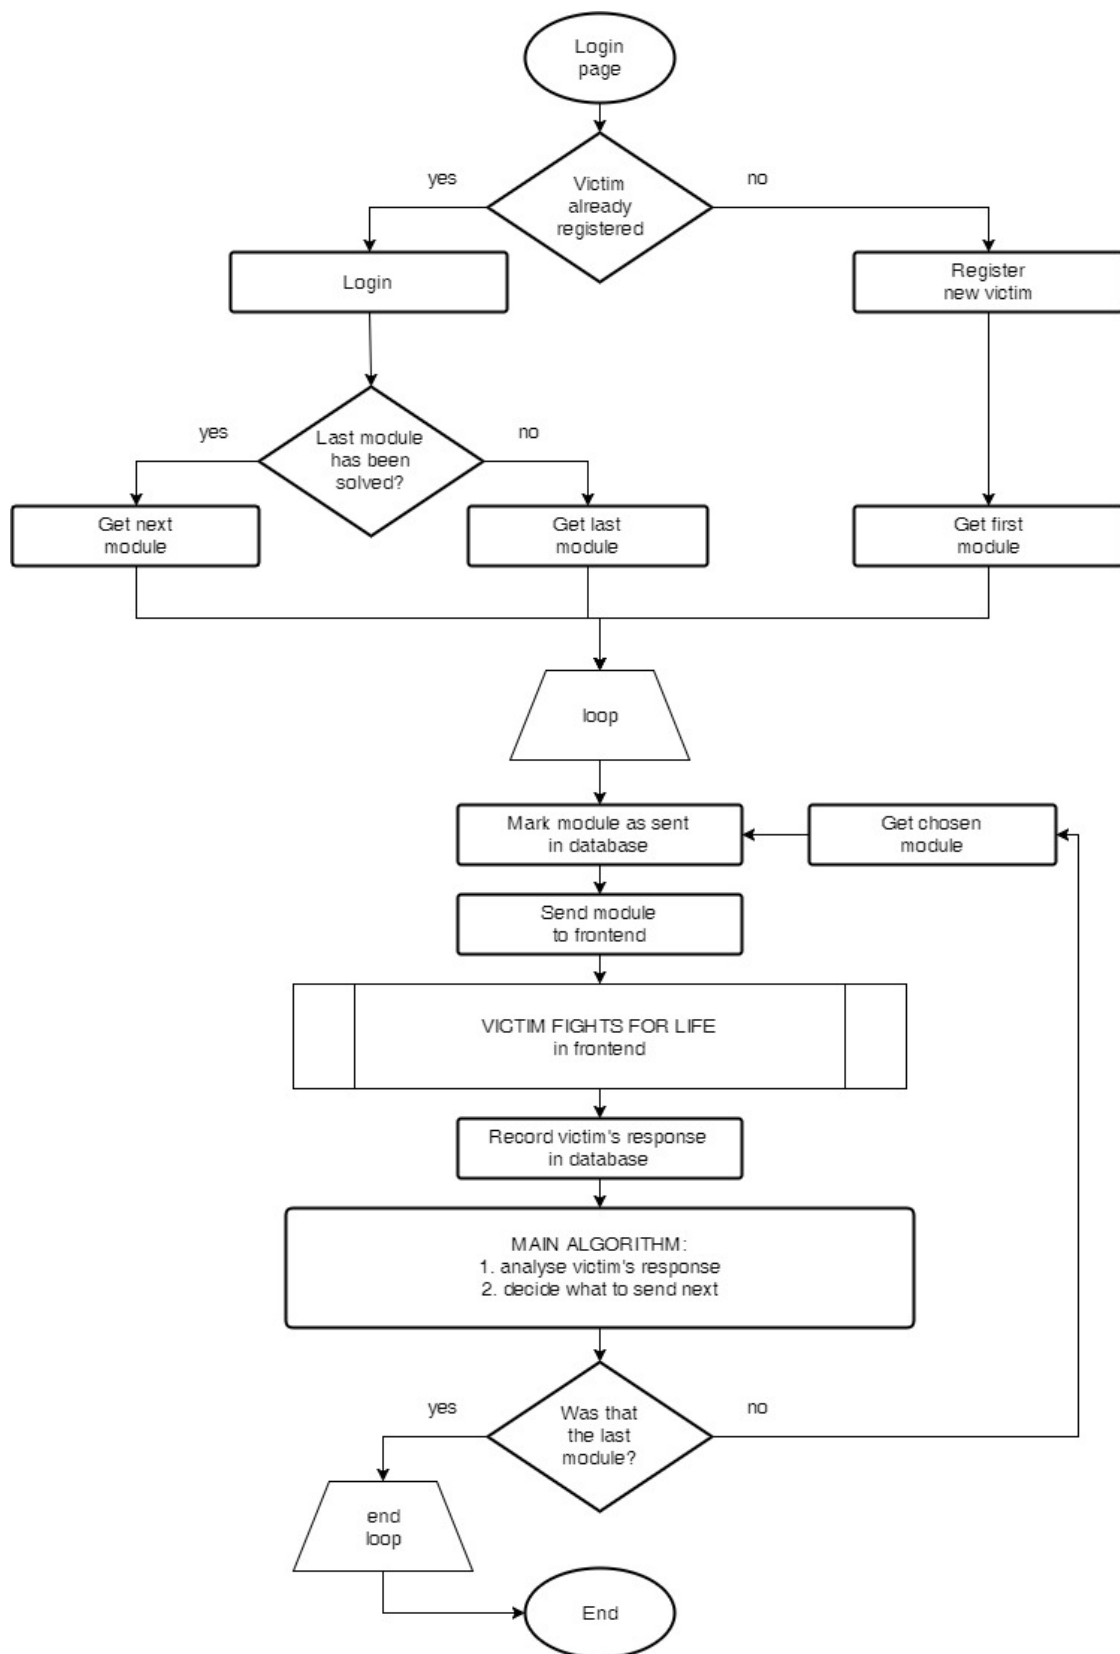 Login
page
yes
no
Victim
already
registered
Login
Register
new victim
yes
no
Last module
has been
solved?
Get next
module
Get last
module
Get first
module
loop
Mark module as sent
in database
Get chosen
module
Send module
to frontend
VICTIM FIGHTS FOR LIFE
in frontend
Record victim's response
in database
MAIN ALGORITHM:
1. analyse victim's response
2. decide what to send next
yes
no
Was that
the last
module?
end
loop
End